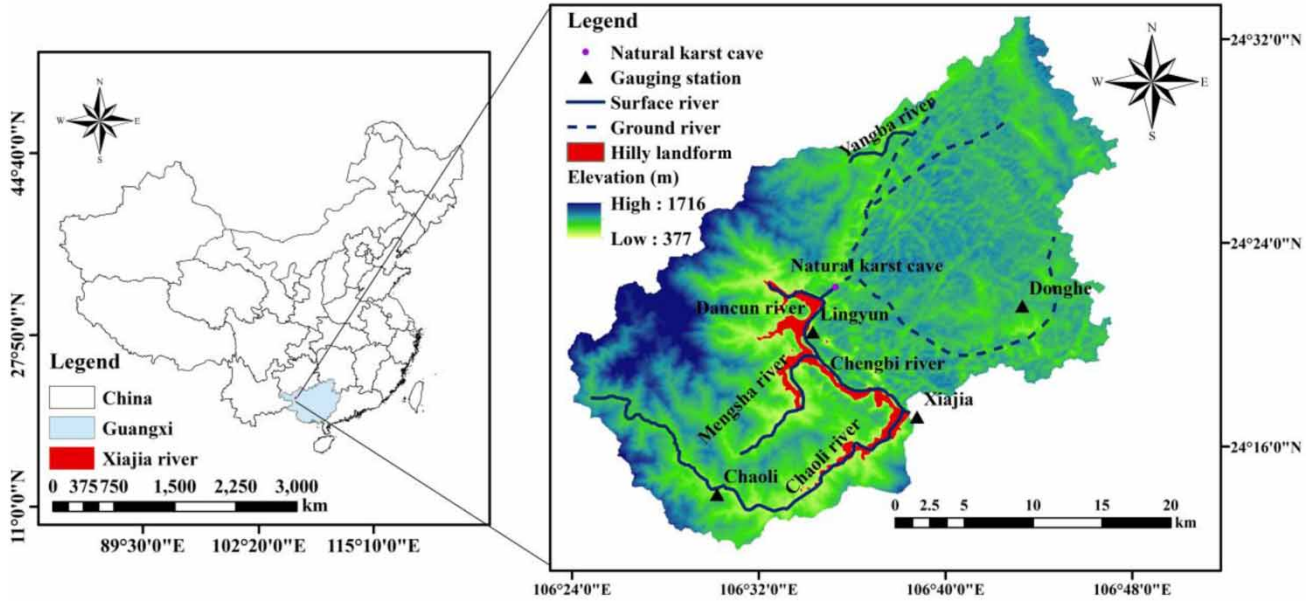 N
W E
S
44°40'0"N
27°50'0"N
11°0'0"N
Legend
China
Guangxi
Xiajia river
0 375 750 1,500 2,250 3,000
km
89°30'0"E 102°20'0"E 115°10'0"E
Legend
Natural karst cave
Gauging station
Surface river
Ground river
Hilly landform
Elevation (m)
High : 1716
Low : 377
N
W E
S
Yangba river
Natural karst cave
Donghe
Dancun river
Lingyun
Chengbi river
Mengsha river
Xiajia
Chaoli river
Chaoli
0 2.5 5 10 15 20
km
24°32'0"N
24°24'0"N
24°16'0"N
106°24'0"E 106°32'0"E 106°40'0"E 106°48'0"E